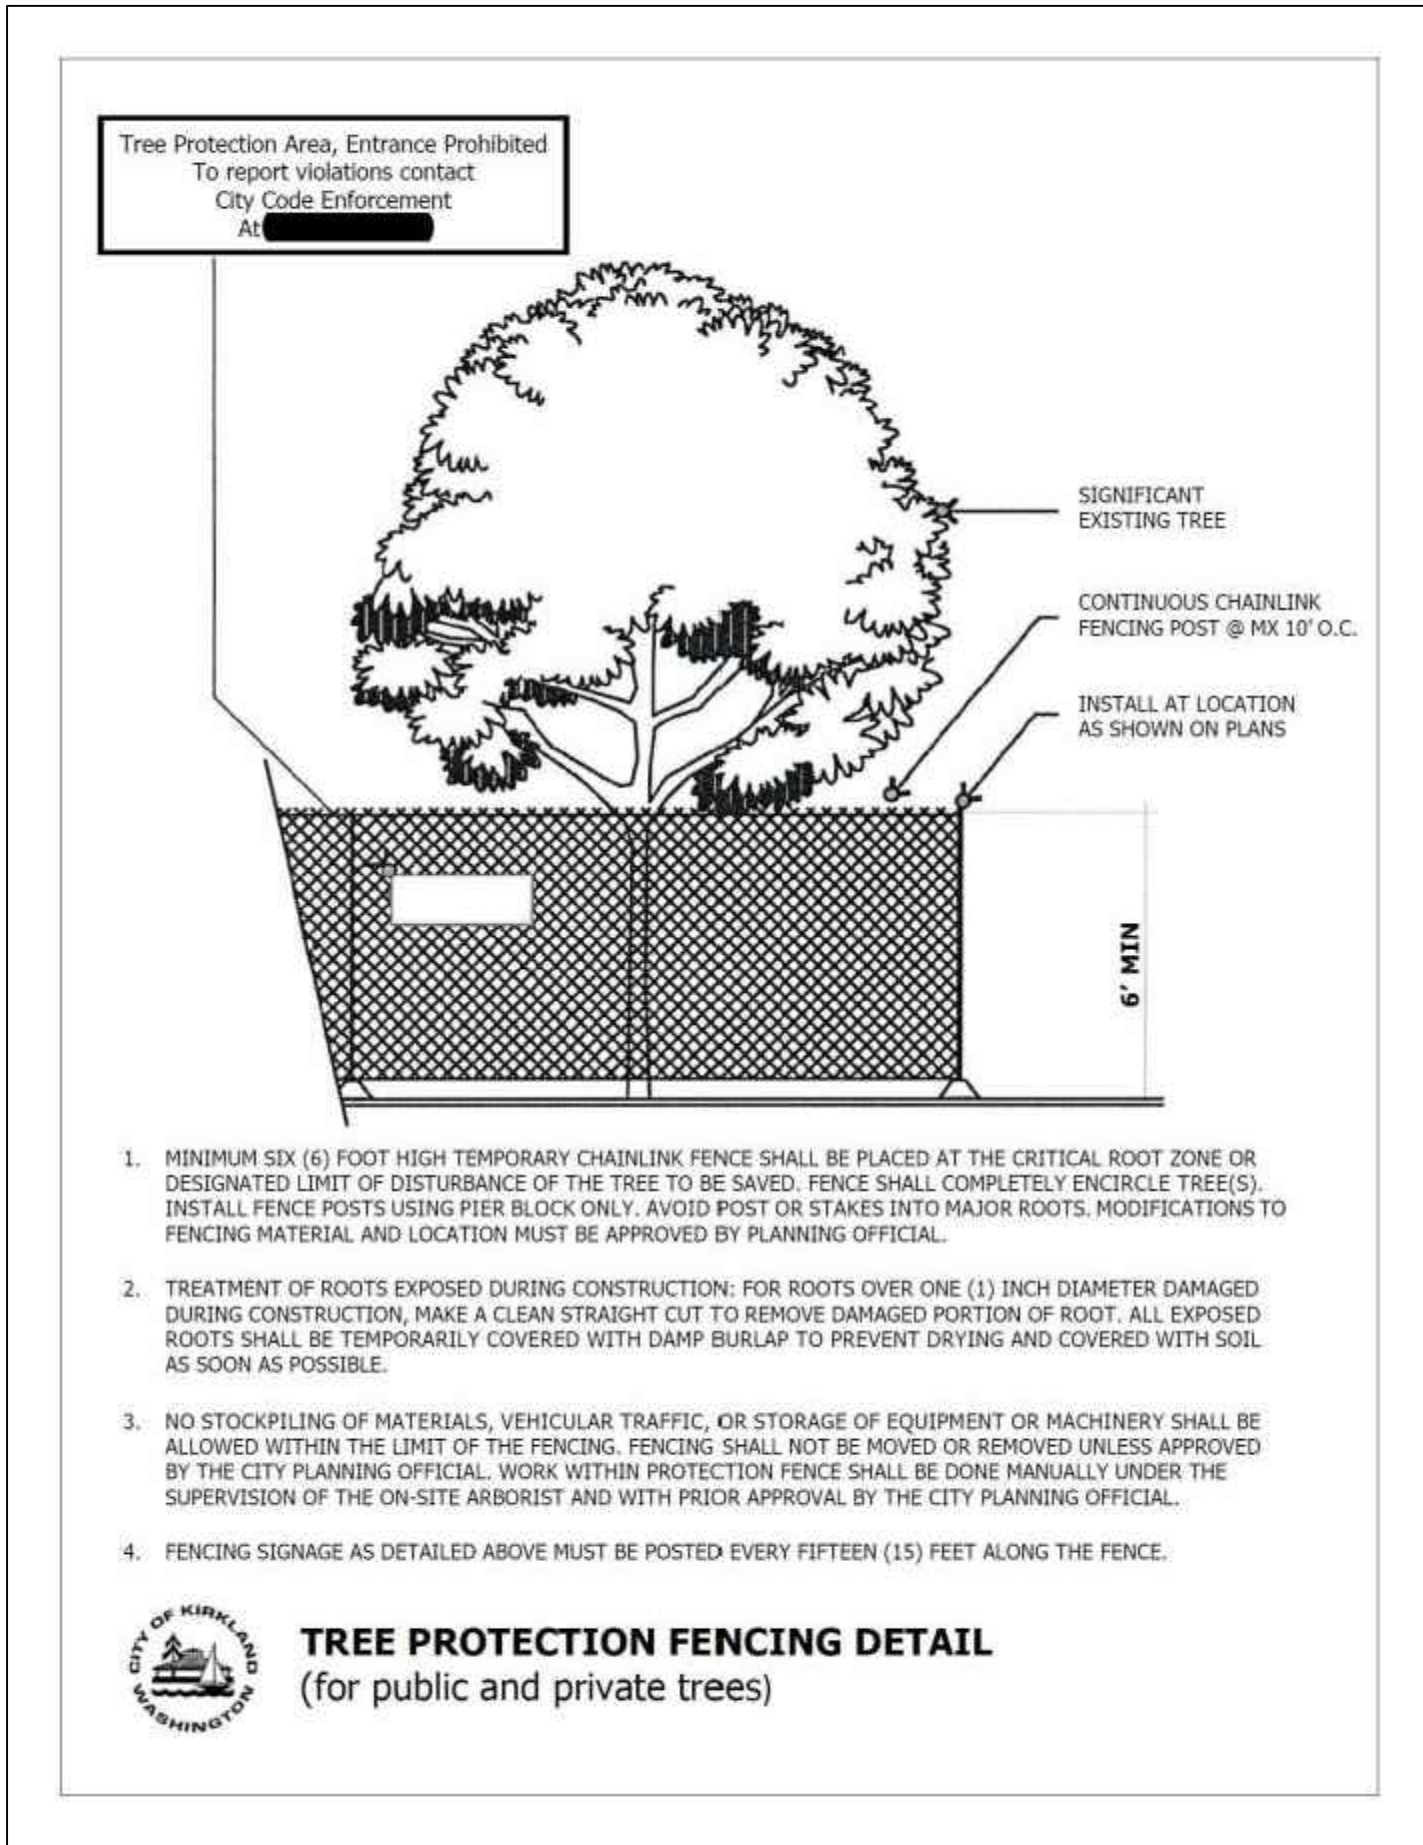 Tree Protection Area, Entrance Prohibited
To report violations contact
City Code Enforcement
At
SIGNIFICANT
EXISTING TREE
CONTINUOUS CHAINLINK
FENCING POST @ MX 10' O.C.
INSTALL AT LOCATION
AS SHOWN ON PLANS
6' MIN
1. MINIMUM SIX (6) FOOT HIGH TEMPORARY CHAINLINK FENCE SHALL BE PLACED AT THE CRITICAL ROOT ZONE OR
DESIGNATED LIMIT OF DISTURBANCE OF THE TREE TO BE SAVED. FENCE SHALL COMPLETELY ENCIRCLE TREE(S).
INSTALL FENCE POSTS USING PIER BLOCK ONLY. AVOID POST OR STAKES INTO MAJOR ROOTS. MODIFICATIONS TO
FENCING MATERIAL AND LOCATION MUST BE APPROVED BY PLANNING OFFICIAL.
2. TREATMENT OF ROOTS EXPOSED DURING CONSTRUCTION: FOR ROOTS OVER ONE (1) INCH DIAMETER DAMAGED
DURING CONSTRUCTION, MAKE A CLEAN STRAIGHT CUT TO REMOVE DAMAGED PORTION OF ROOT. ALL EXPOSED
ROOTS SHALL BE TEMPORARILY COVERED WITH DAMP BURLAP TO PREVENT DRYING AND COVERED WITH SOIL
AS SOON AS POSSIBLE.
3. NO STOCKPILING OF MATERIALS, VEHICULAR TRAFFIC, OR STORAGE OF EQUIPMENT OR MACHINERY SHALL BE
ALLOWED WITHIN THE LIMIT OF THE FENCING. FENCING SHALL NOT BE MOVED OR REMOVED UNLESS APPROVED
BY THE CITY PLANNING OFFICIAL. WORK WITHIN PROTECTION FENCE SHALL BE DONE MANUALLY UNDER THE
SUPERVISION OF THE ON-SITE ARBORIST AND WITH PRIOR APPROVAL BY THE CITY PLANNING OFFICIAL.
4. FENCING SIGNAGE AS DETAILED ABOVE MUST BE POSTED EVERY FIFTEEN (15) FEET ALONG THE FENCE.
CITY OF KIRKLAND
WASHINGTON
TREE PROTECTION FENCING DETAIL
(for public and private trees)